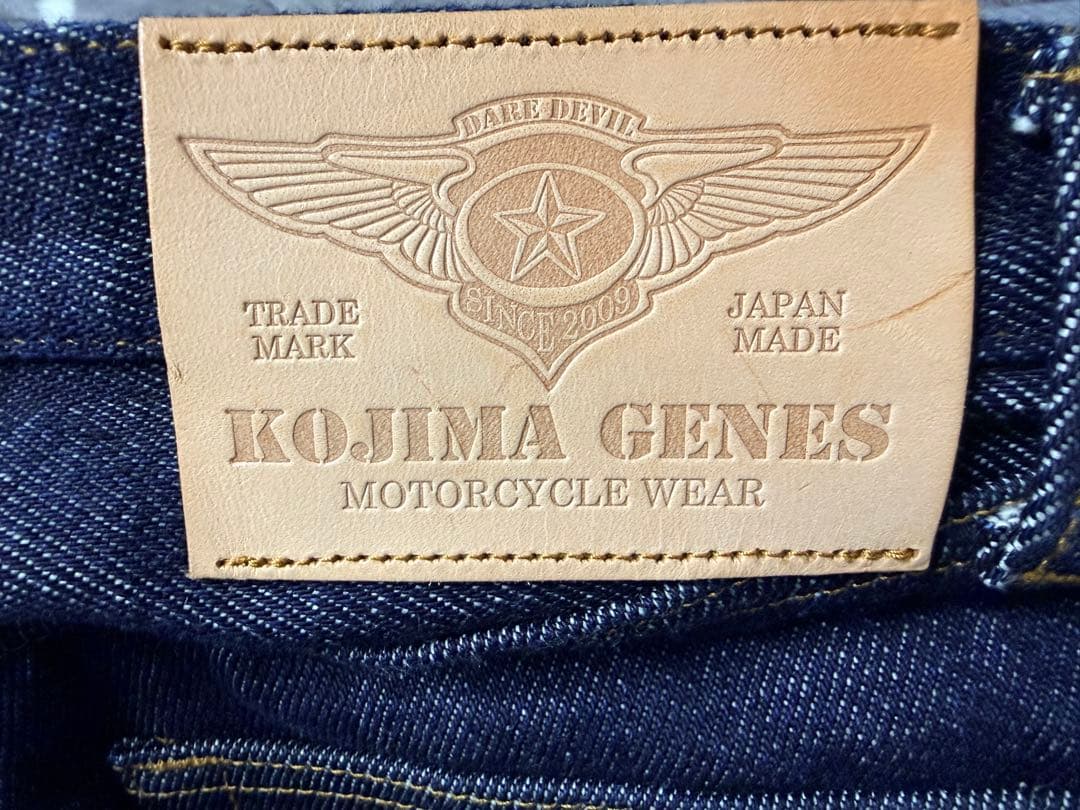 DARE DEVIL
SINCE 2009
TRADE
MARK
JAPAN
MADE
KOJIMA GENES
MOTORCYCLE WEAR